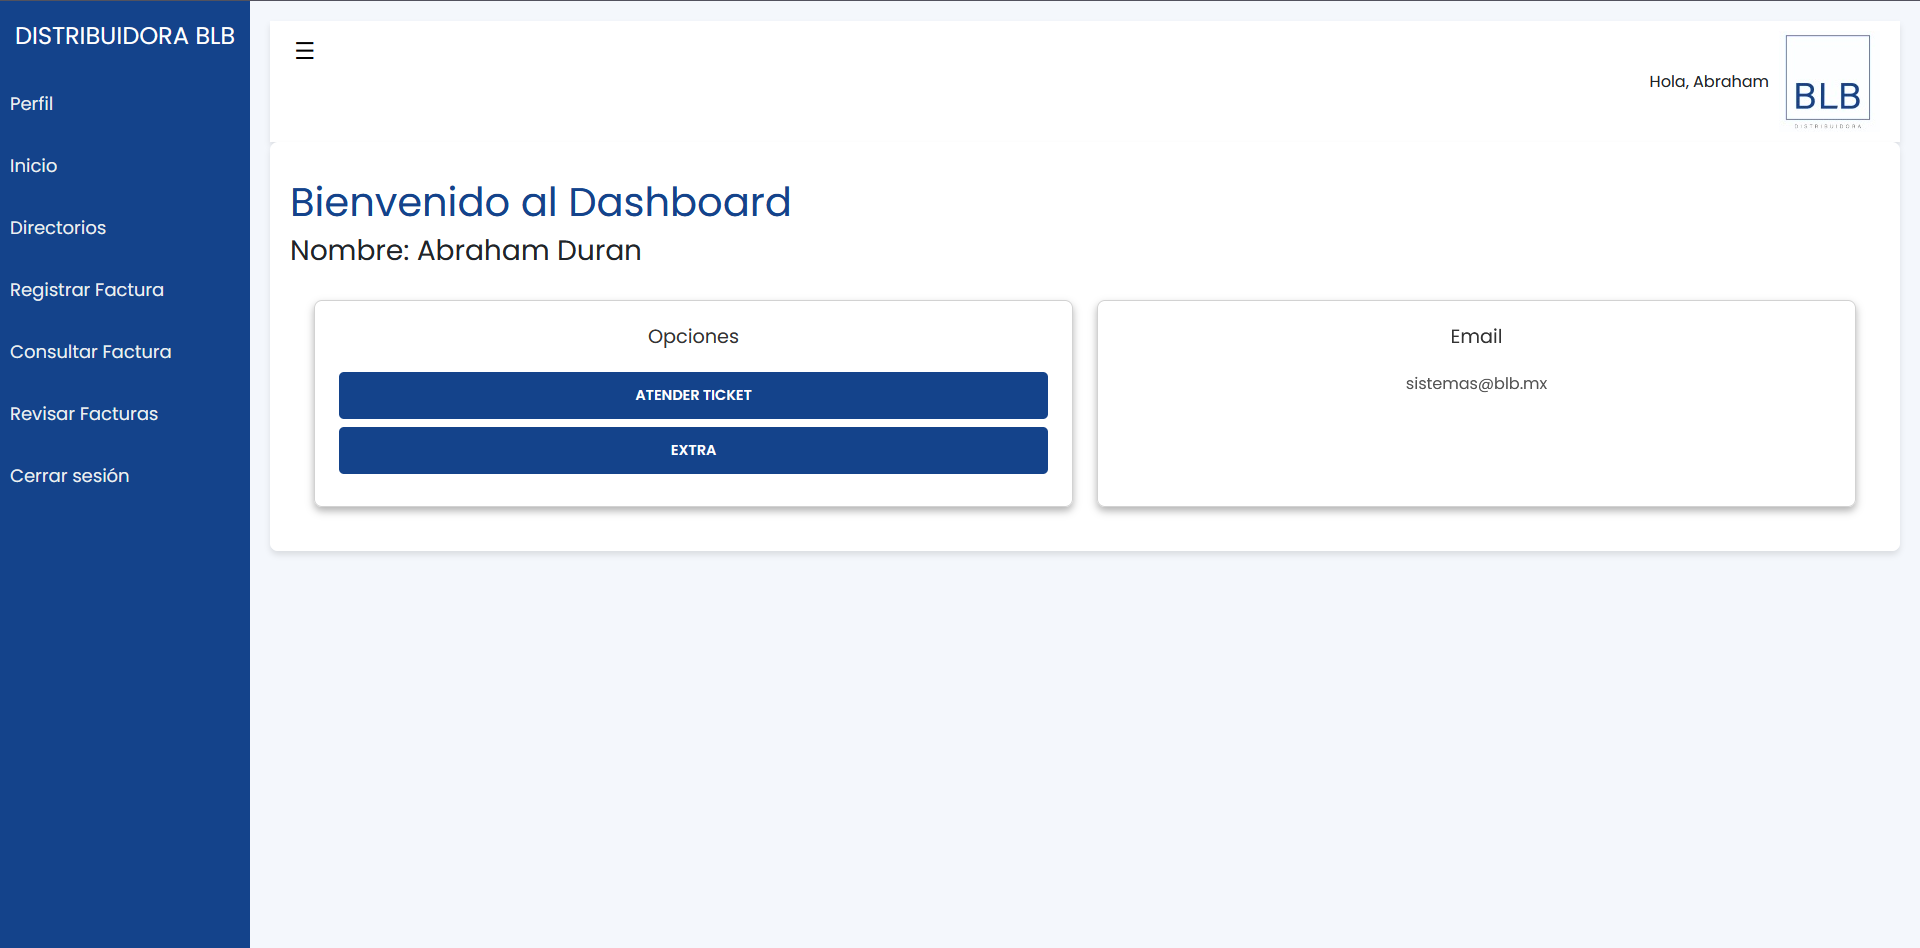 DISTRIBUIDORA BLB
Perfil
Inicio
Directorios
Registrar Factura
Consultar Factura
Revisar Facturas
Cerrar sesión
Hola, Abraham
BLB
DISTRIBUIDORA
Bienvenido al Dashboard
Nombre: Abraham Duran
Opciones
ATENDER TICKET
EXTRA
Email
sistemas@blb.mx